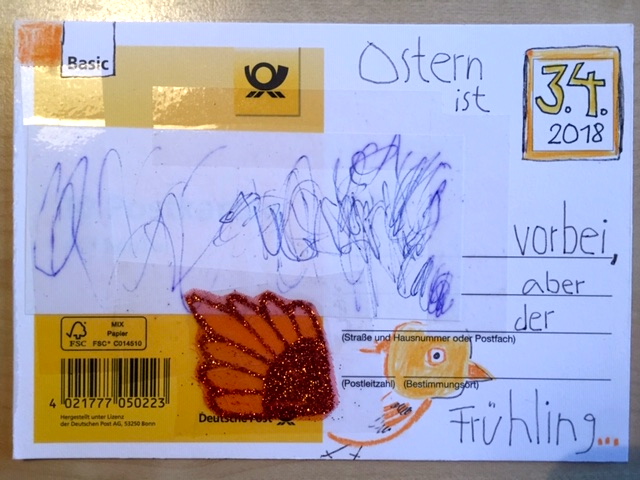 Basic
Ostern
ist
3.4.
2018
vorbei,
aber
der
(Straße und Hausnummer oder Postfach)
MIX
Papier
FSC FSC® C014510
(Postleitzahl) (Bestimmungsort)
4 021777 050223
Hergestellt unter Lizenz
der Deutschen Post AG, 53250 Bonn
Deutsche Post
Frühling...